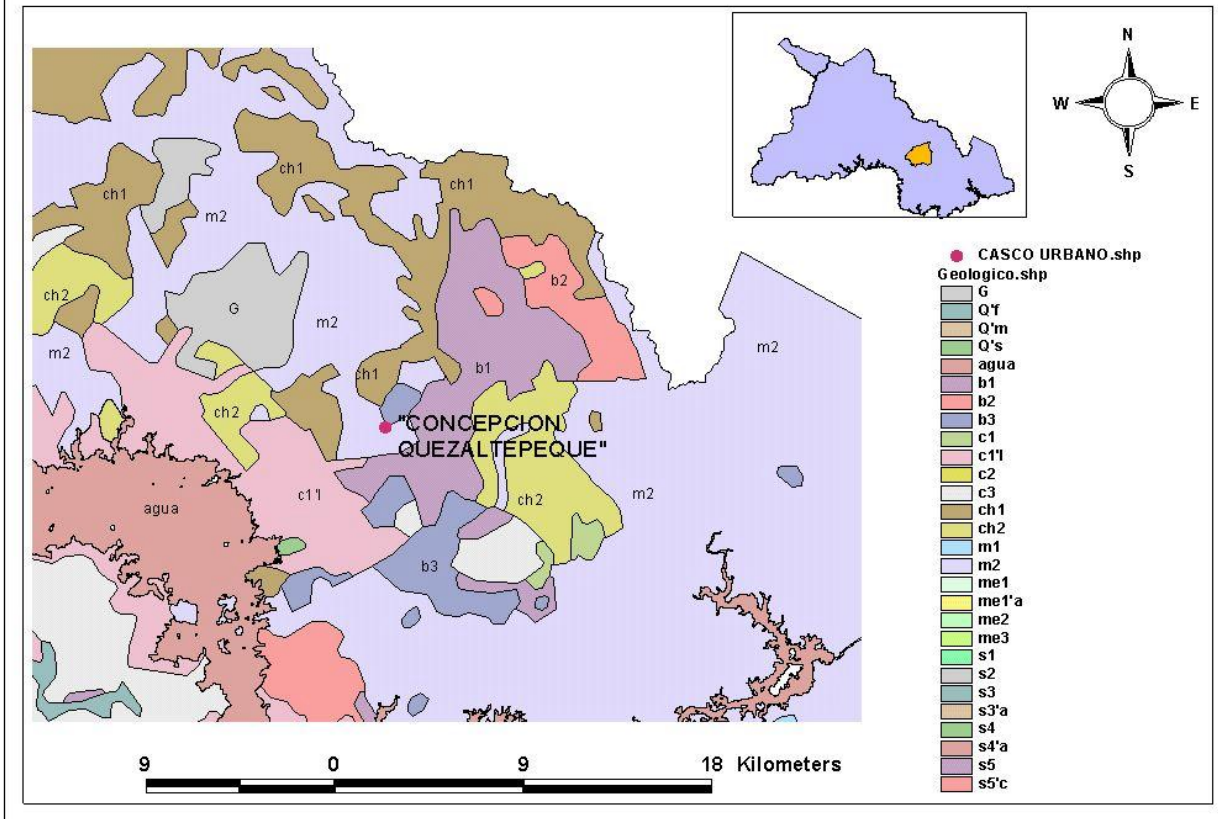 N
W E
S
CASCO URBANO.shp
Geologico.shp
G
Q'f
Q'm
Q's
agua
b1
b2
b3
c1
c1'l
c2
c3
ch1
ch2
m1
m2
me1
me1'a
me2
me3
s1
s2
s3
s3'a
s4
s4'a
s5
s5'c
ch1
ch1
ch1
m2
b2
ch2
G
m2
m2
m2
b1
ch1
ch2
"CONCEPCION
QUEZALTEPEQUE"
c1'l
ch2
m2
agua
b3
9 0 9 18 Kilometers